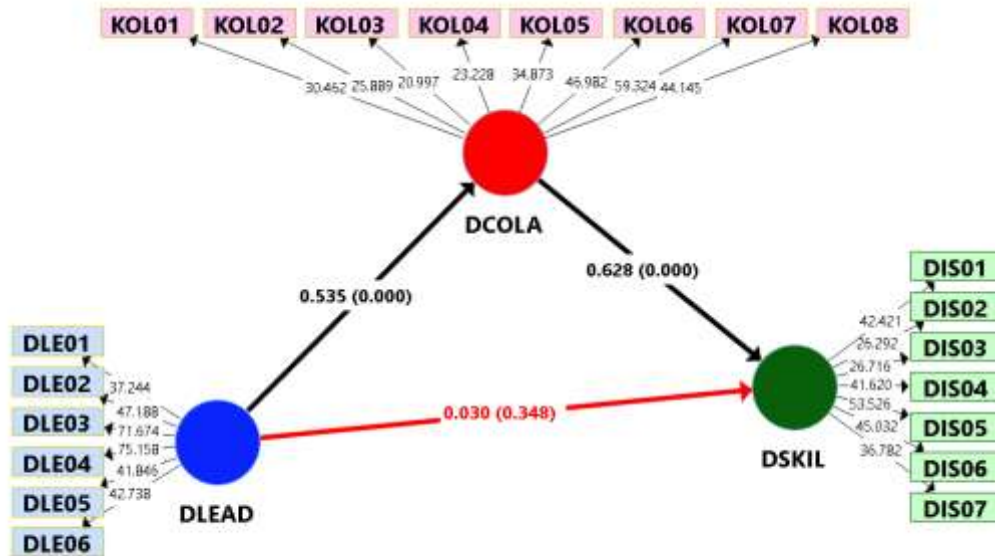 KOL01 KOL02 KOL03 KOL04 KOL05 KOL06 KOL07 KOL08
30.462 25.889 20.997 23.228 34.873 46.982 59.324 44.145
DCOLA
0.535 (0.000)
0.628 (0.000)
DLE01
DLE02
DLE03
DLE04
DLE05
DLE06
37.244
47.188
71.674
75.158
41.846
42.738
DLEAD
0.030 (0.348)
DSKIL
42.421
26.292
26.716
41.620
53.526
45.032
36.782
DIS01
DIS02
DIS03
DIS04
DIS05
DIS06
DIS07